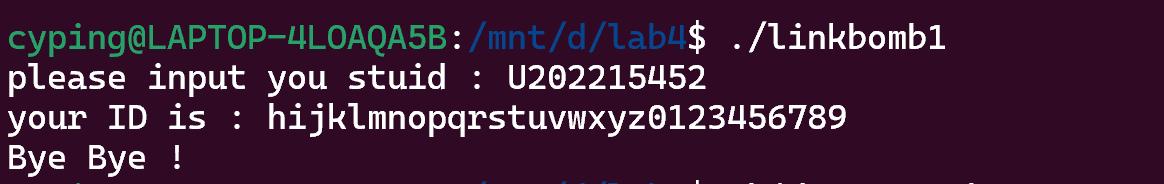 cyping@LAPTOP-4LOAQA5B:/mnt/d/lab4$ ./linkbomb1
please input you stuid : U202215452
your ID is : hijklmnopqrstuvwxyz0123456789
Bye Bye !